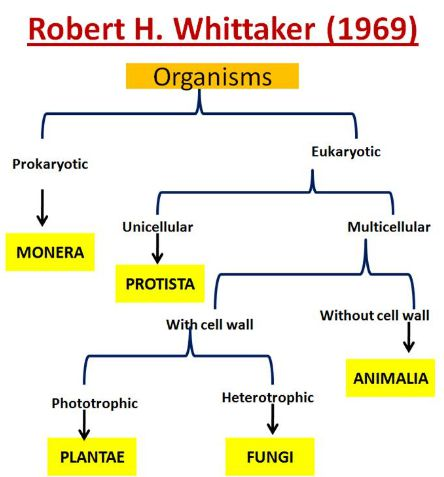 Robert H. Whittaker (1969)
Organisms
Eukaryotic
Prokaryotic
Unicellular
Multicellular
MONERA
PROTISTA
With cell wall
Without cell wall
ANIMALIA
Phototrophic
Heterotrophic
PLANTAE
FUNGI